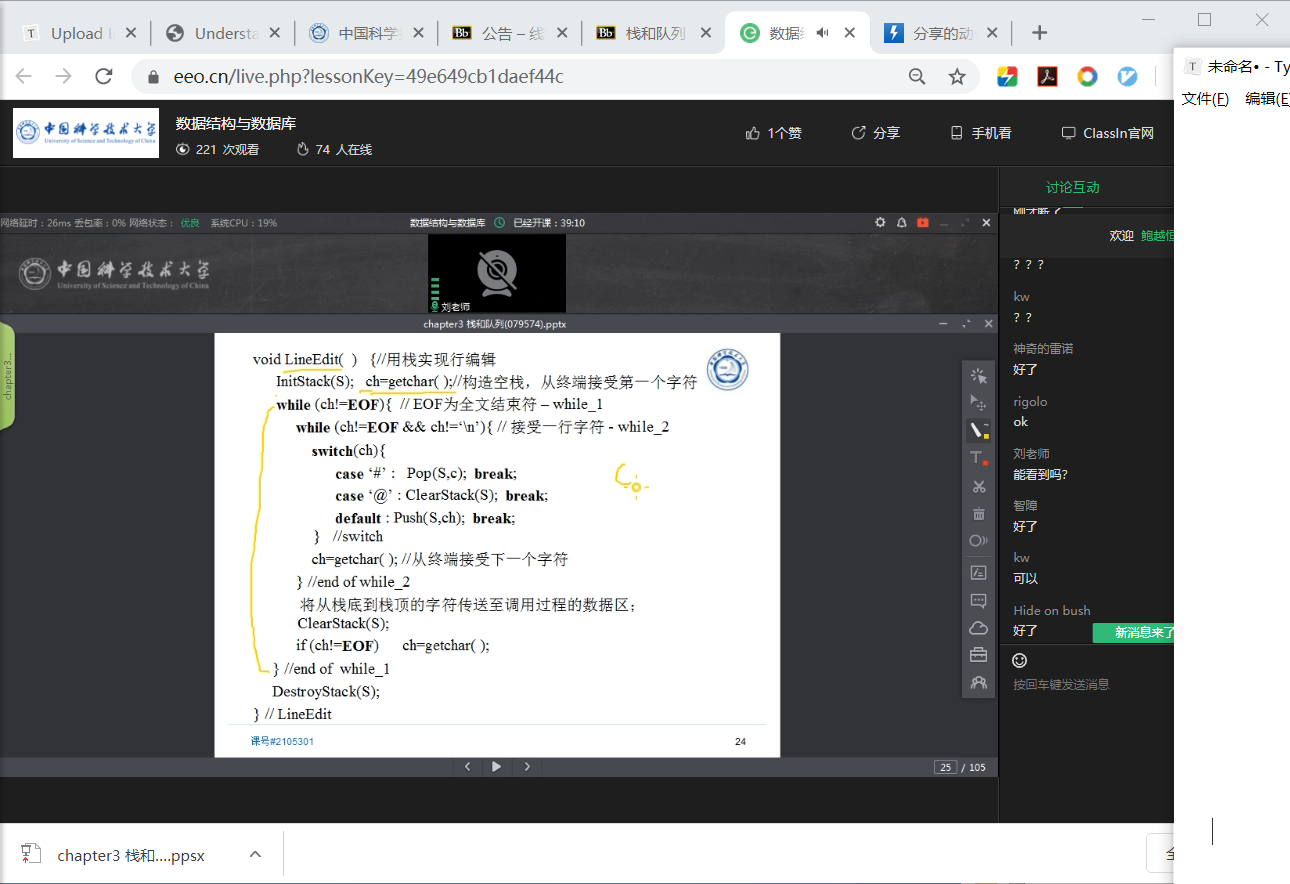 Upload
Understa
中国科学
公告 – 线
栈和队列
数据
分享的动
eeo.cn/live.php?lessonKey=49e649cb1daef44c
未命名• - Ty
文件(F) 编辑(E
中国科学技术大学
University of Science and Technology of China
数据结构与数据库
221 次观看 74 人在线
1个赞
分享
手机看
ClassIn官网
网络延时：26ms 丢包率：0% 网络状态： 优良 系统CPU：19%
数据结构与数据库 已经开课：39:10
中国科学技术大学
University of Science and Technology of China
刘老师
chapter3 栈和队列(079574).pptx
chapter3...
void LineEdit( ) {//用栈实现行编辑
InitStack(S); ch=getchar( );//构造空栈，从终端接受第一个字符
while (ch!=EOF){ // EOF为全文结束符 – while_1
while (ch!=EOF && ch!=‘\n’){ // 接受一行字符 - while_2
switch(ch){
case ‘#’ : Pop(S,c); break;
case ‘@’ : ClearStack(S); break;
default : Push(S,ch); break;
} //switch
ch=getchar( ); //从终端接受下一个字符
} //end of while_2
将从栈底到栈顶的字符传送至调用过程的数据区；
ClearStack(S);
if (ch!=EOF) ch=getchar( );
} //end of while_1
DestroyStack(S);
} // LineEdit
课号#2105301
24
25 / 105
讨论互动
刚才断了
欢迎 鲍越恒
？？？
kw
？？
神奇的雷诺
好了
rigolo
ok
刘老师
能看到吗?
智障
好了
kw
可以
Hide on bush
好了
新消息来了
按回车键发送消息
chapter3 栈和....ppsx
全